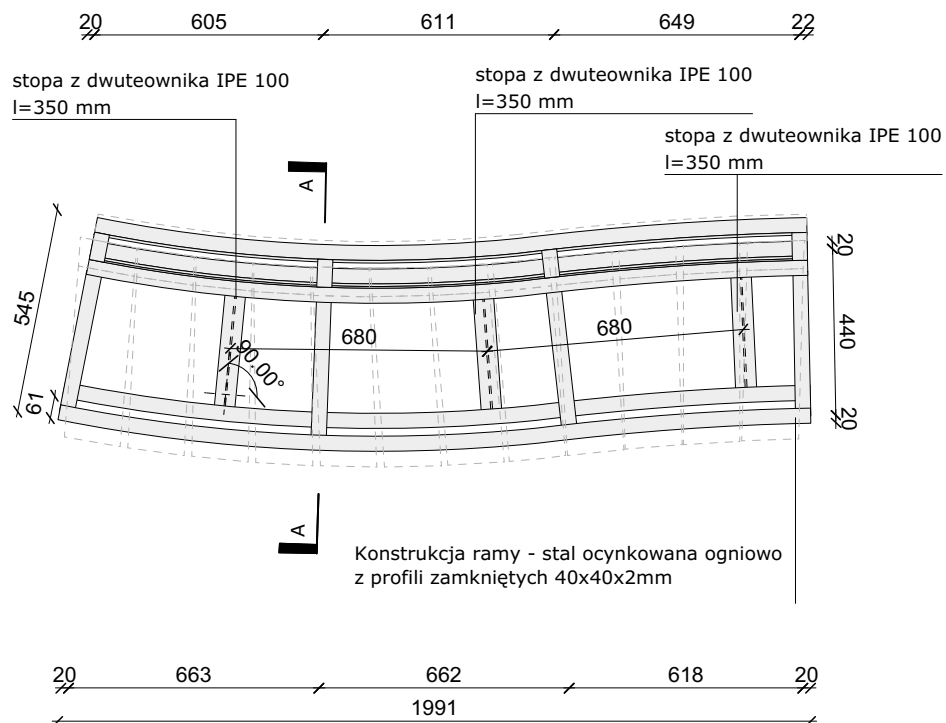 20 605 611 649 22
stopa z dwuteownika IPE 100
l=350 mm
stopa z dwuteownika IPE 100
l=350 mm
stopa z dwuteownika IPE 100
l=350 mm
A
545
61
680
680
90.00°
20
440
20
A
Konstrukcja ramy - stal ocynkowana ogniowo
z profili zamkniętych 40x40x2mm
20 663 662 618 20
1991